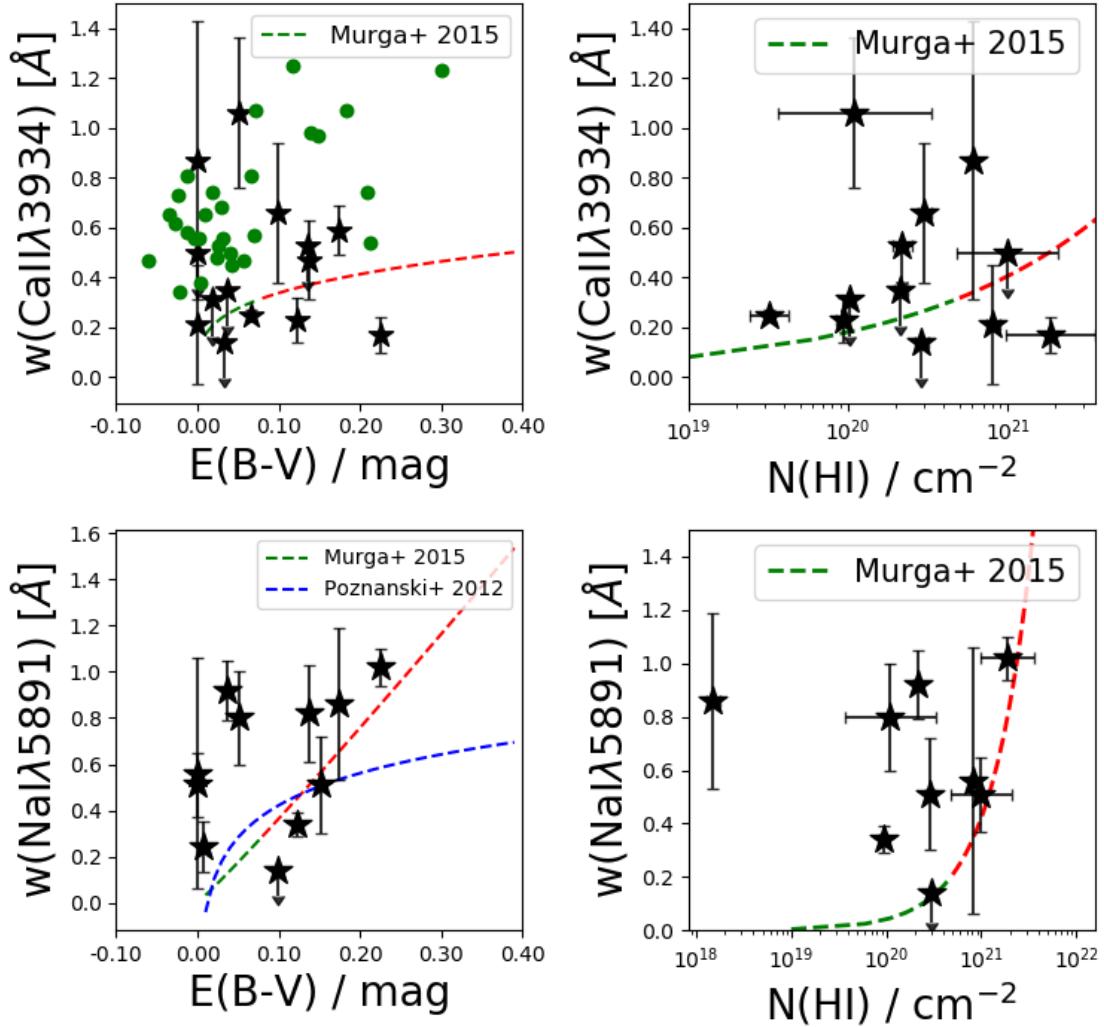 w(CaIIλ3934) [Å]
1.4
1.2
1.0
0.8
0.6
0.4
0.2
0.0
-0.10 0.00 0.10 0.20 0.30 0.40
E(B-V) / mag
Murga+ 2015
w(CaIIλ3934) [Å]
1.40
1.20
1.00
0.80
0.60
0.40
0.20
0.00
10¹⁹ 10²⁰ 10²¹
N(HI) / cm⁻²
Murga+ 2015
w(NaIλ5891) [Å]
1.6
1.4
1.2
1.0
0.8
0.6
0.4
0.2
0.0
-0.10 0.00 0.10 0.20 0.30 0.40
E(B-V) / mag
Murga+ 2015
Poznanski+ 2012
w(NaIλ5891) [Å]
1.4
1.2
1.0
0.8
0.6
0.4
0.2
0.0
10¹⁸ 10¹⁹ 10²⁰ 10²¹ 10²²
N(HI) / cm⁻²
Murga+ 2015